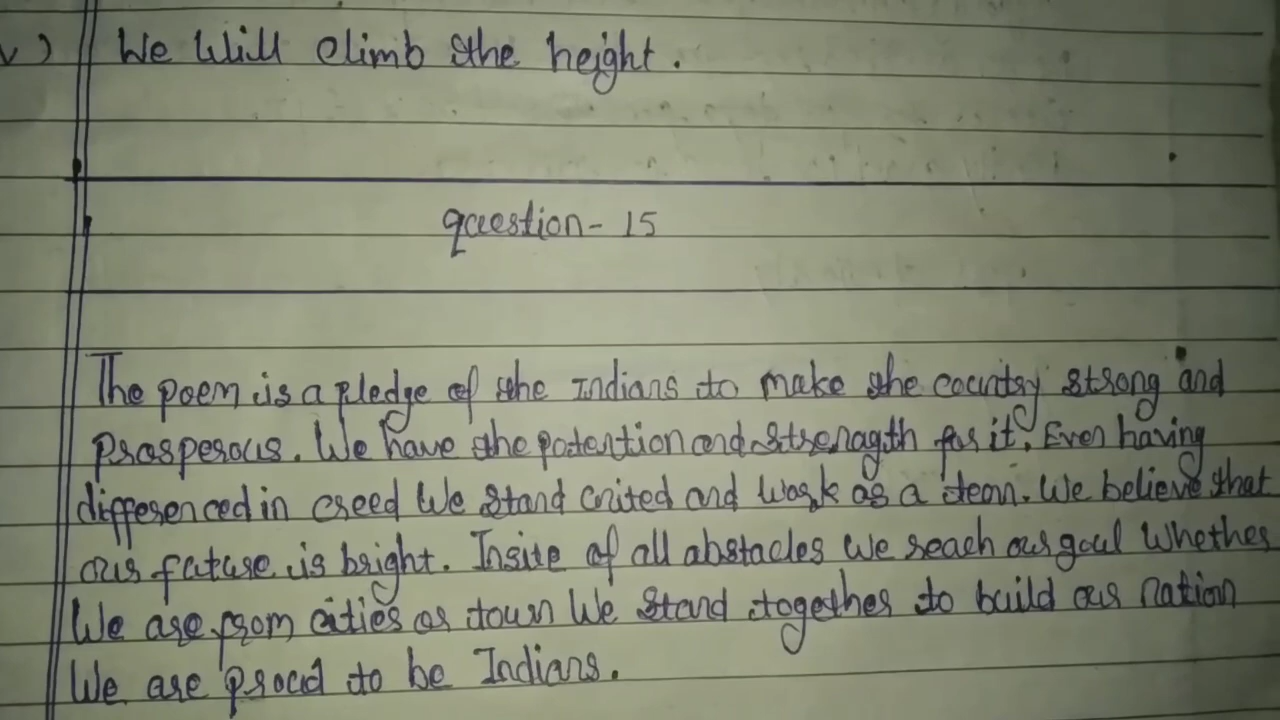 v) We will climb the height.
question - 15
The poem is a pledge of the Indians to make the country strong and
prosperous. We have the potention and strenagth for it. Even having
differenced in creed We stand united and work as a team. We believe that
our future is bright. Insite of all abstacles we reach our goul whether
We are from cities or town We stand together to build our nation
We are proud to be Indians.